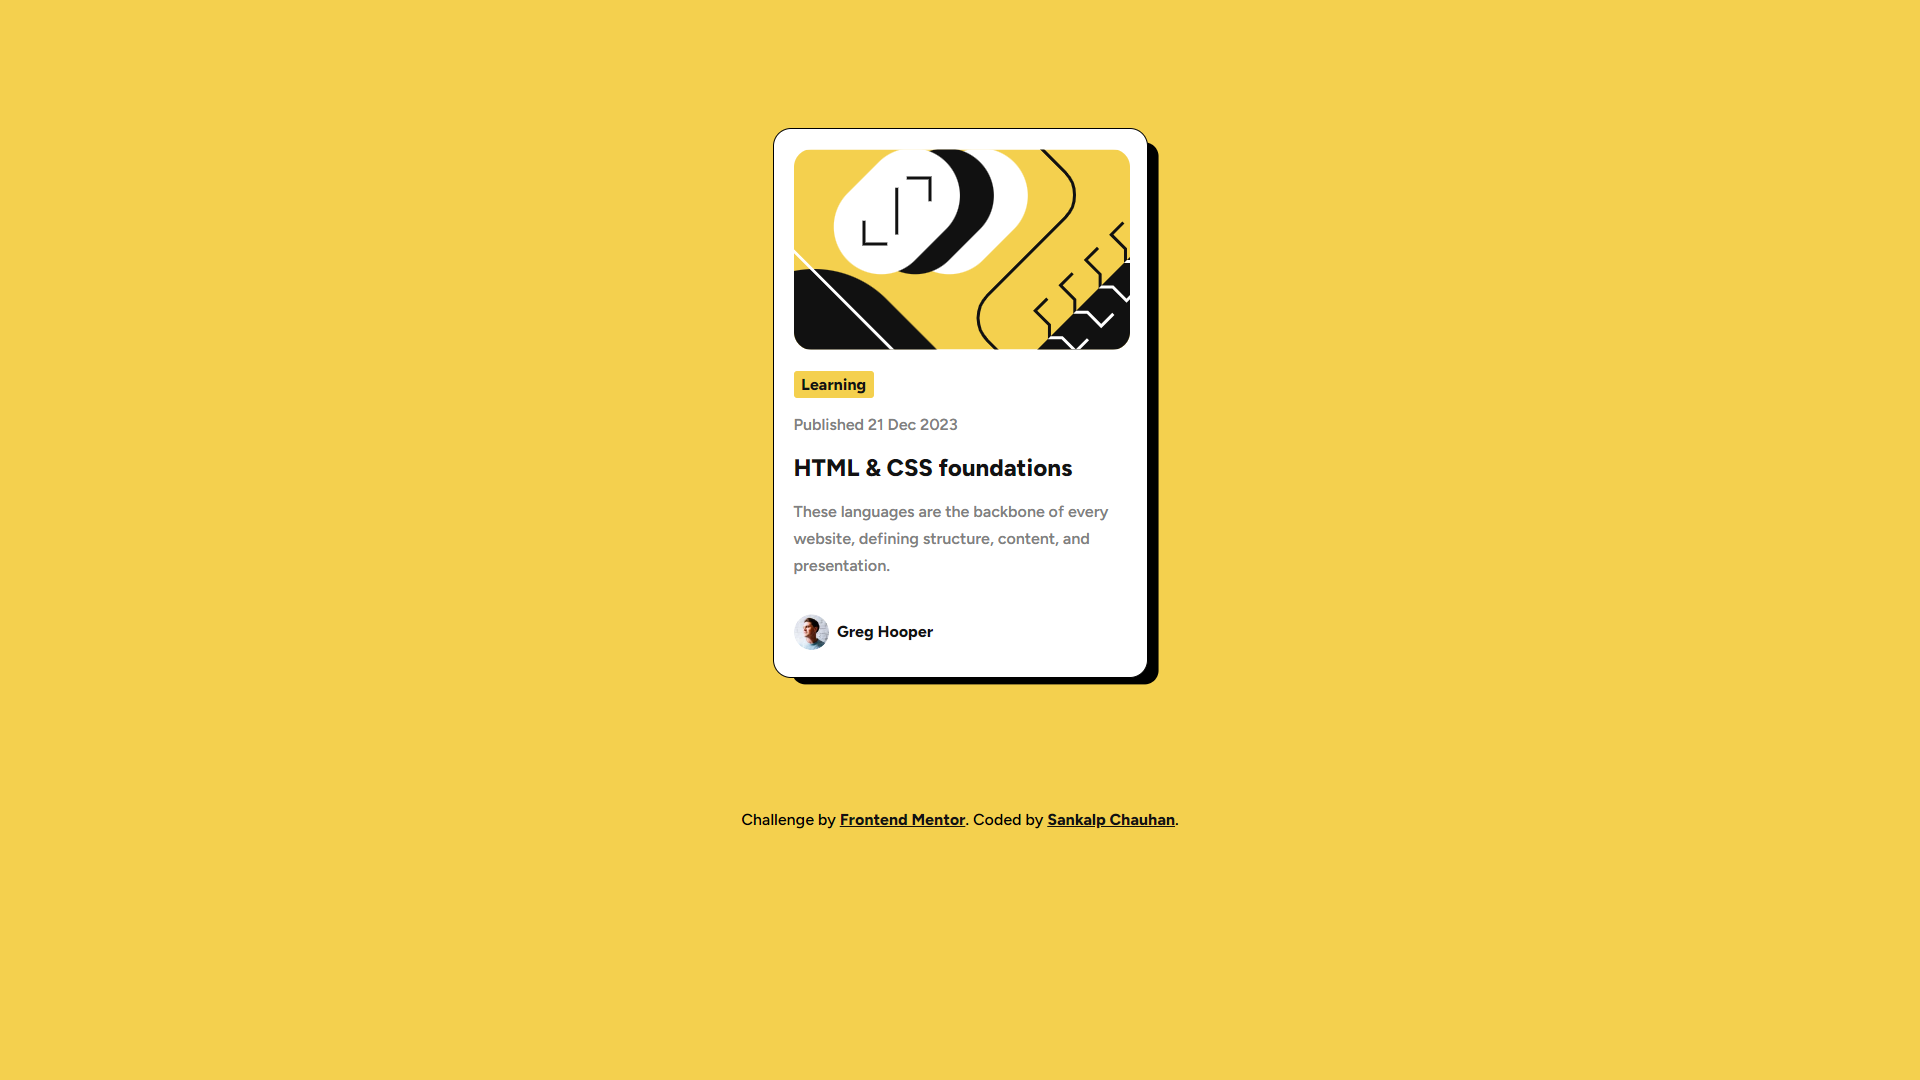 Learning
Published 21 Dec 2023
HTML & CSS foundations
These languages are the backbone of every
website, defining structure, content, and
presentation.
Greg Hooper
Challenge by Frontend Mentor. Coded by Sankalp Chauhan.